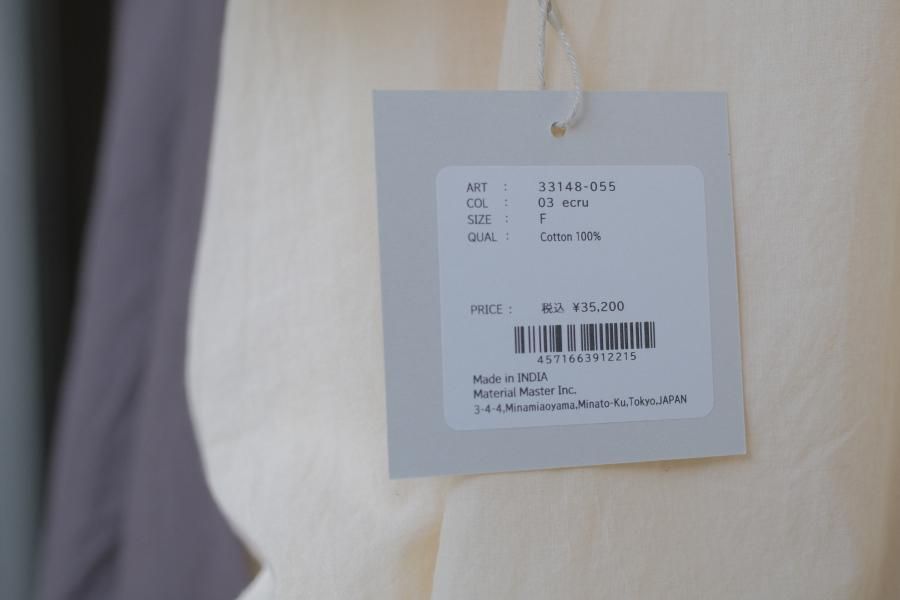 ART : 33148-055
COL : 03 ecru
SIZE : F
QUAL : Cotton 100%
PRICE : 税込 ¥35,200
4571663912215
Made in INDIA
Material Master Inc.
3-4-4,Minamiaoyama,Minato-Ku,Tokyo,JAPAN